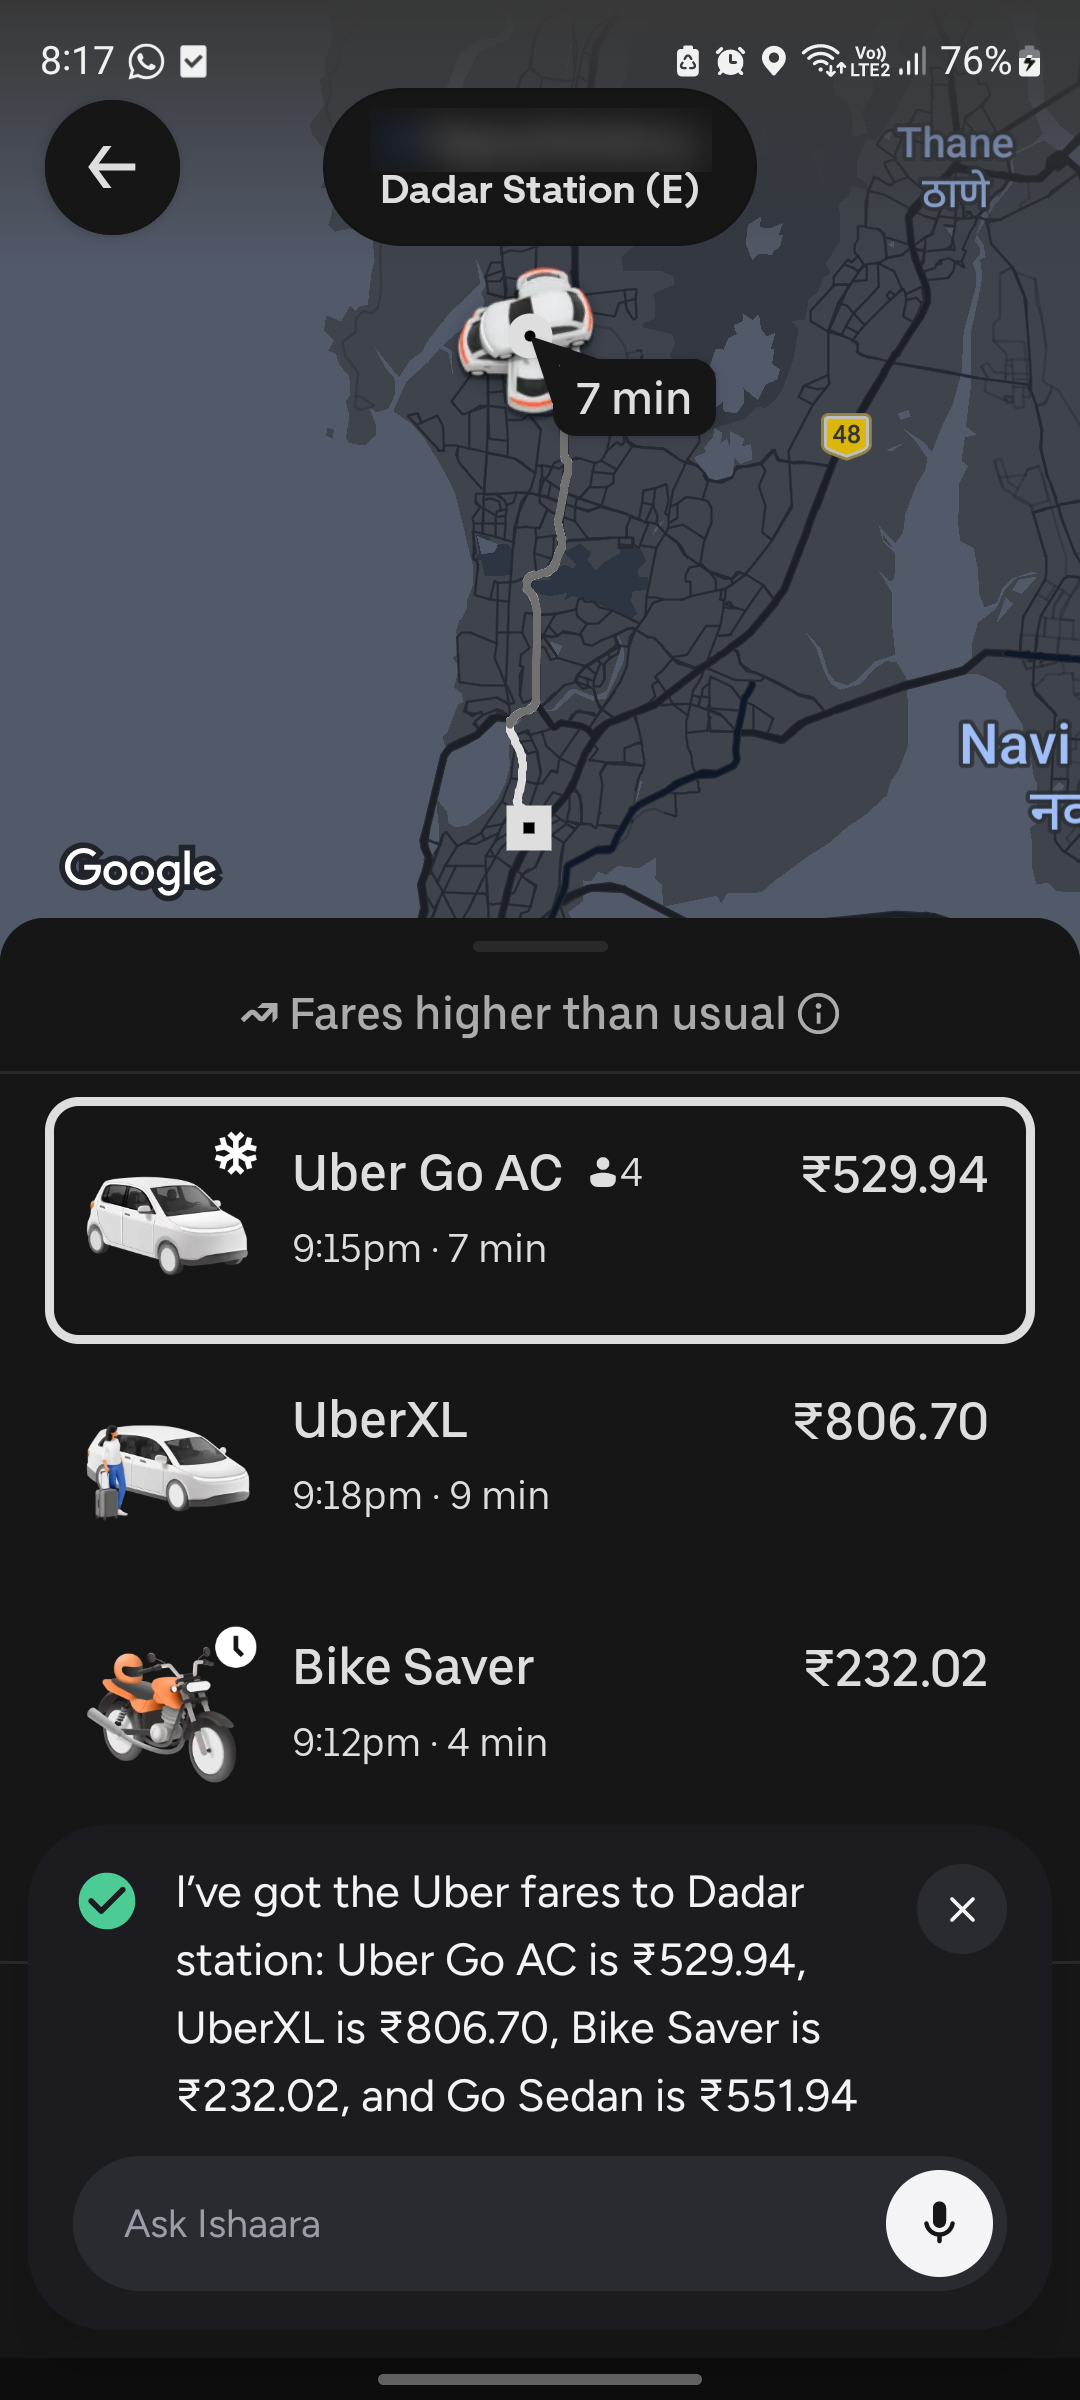 8:17
Vo))
LTE2
76%
Dadar Station (E)
Thane
ठाणे
7 min
48
Navi
नव
Google
Fares higher than usual
Uber Go AC 4 ₹529.94
9:15pm · 7 min
UberXL ₹806.70
9:18pm · 9 min
Bike Saver ₹232.02
9:12pm · 4 min
I’ve got the Uber fares to Dadar
station: Uber Go AC is ₹529.94,
UberXL is ₹806.70, Bike Saver is
₹232.02, and Go Sedan is ₹551.94
Ask Ishaara